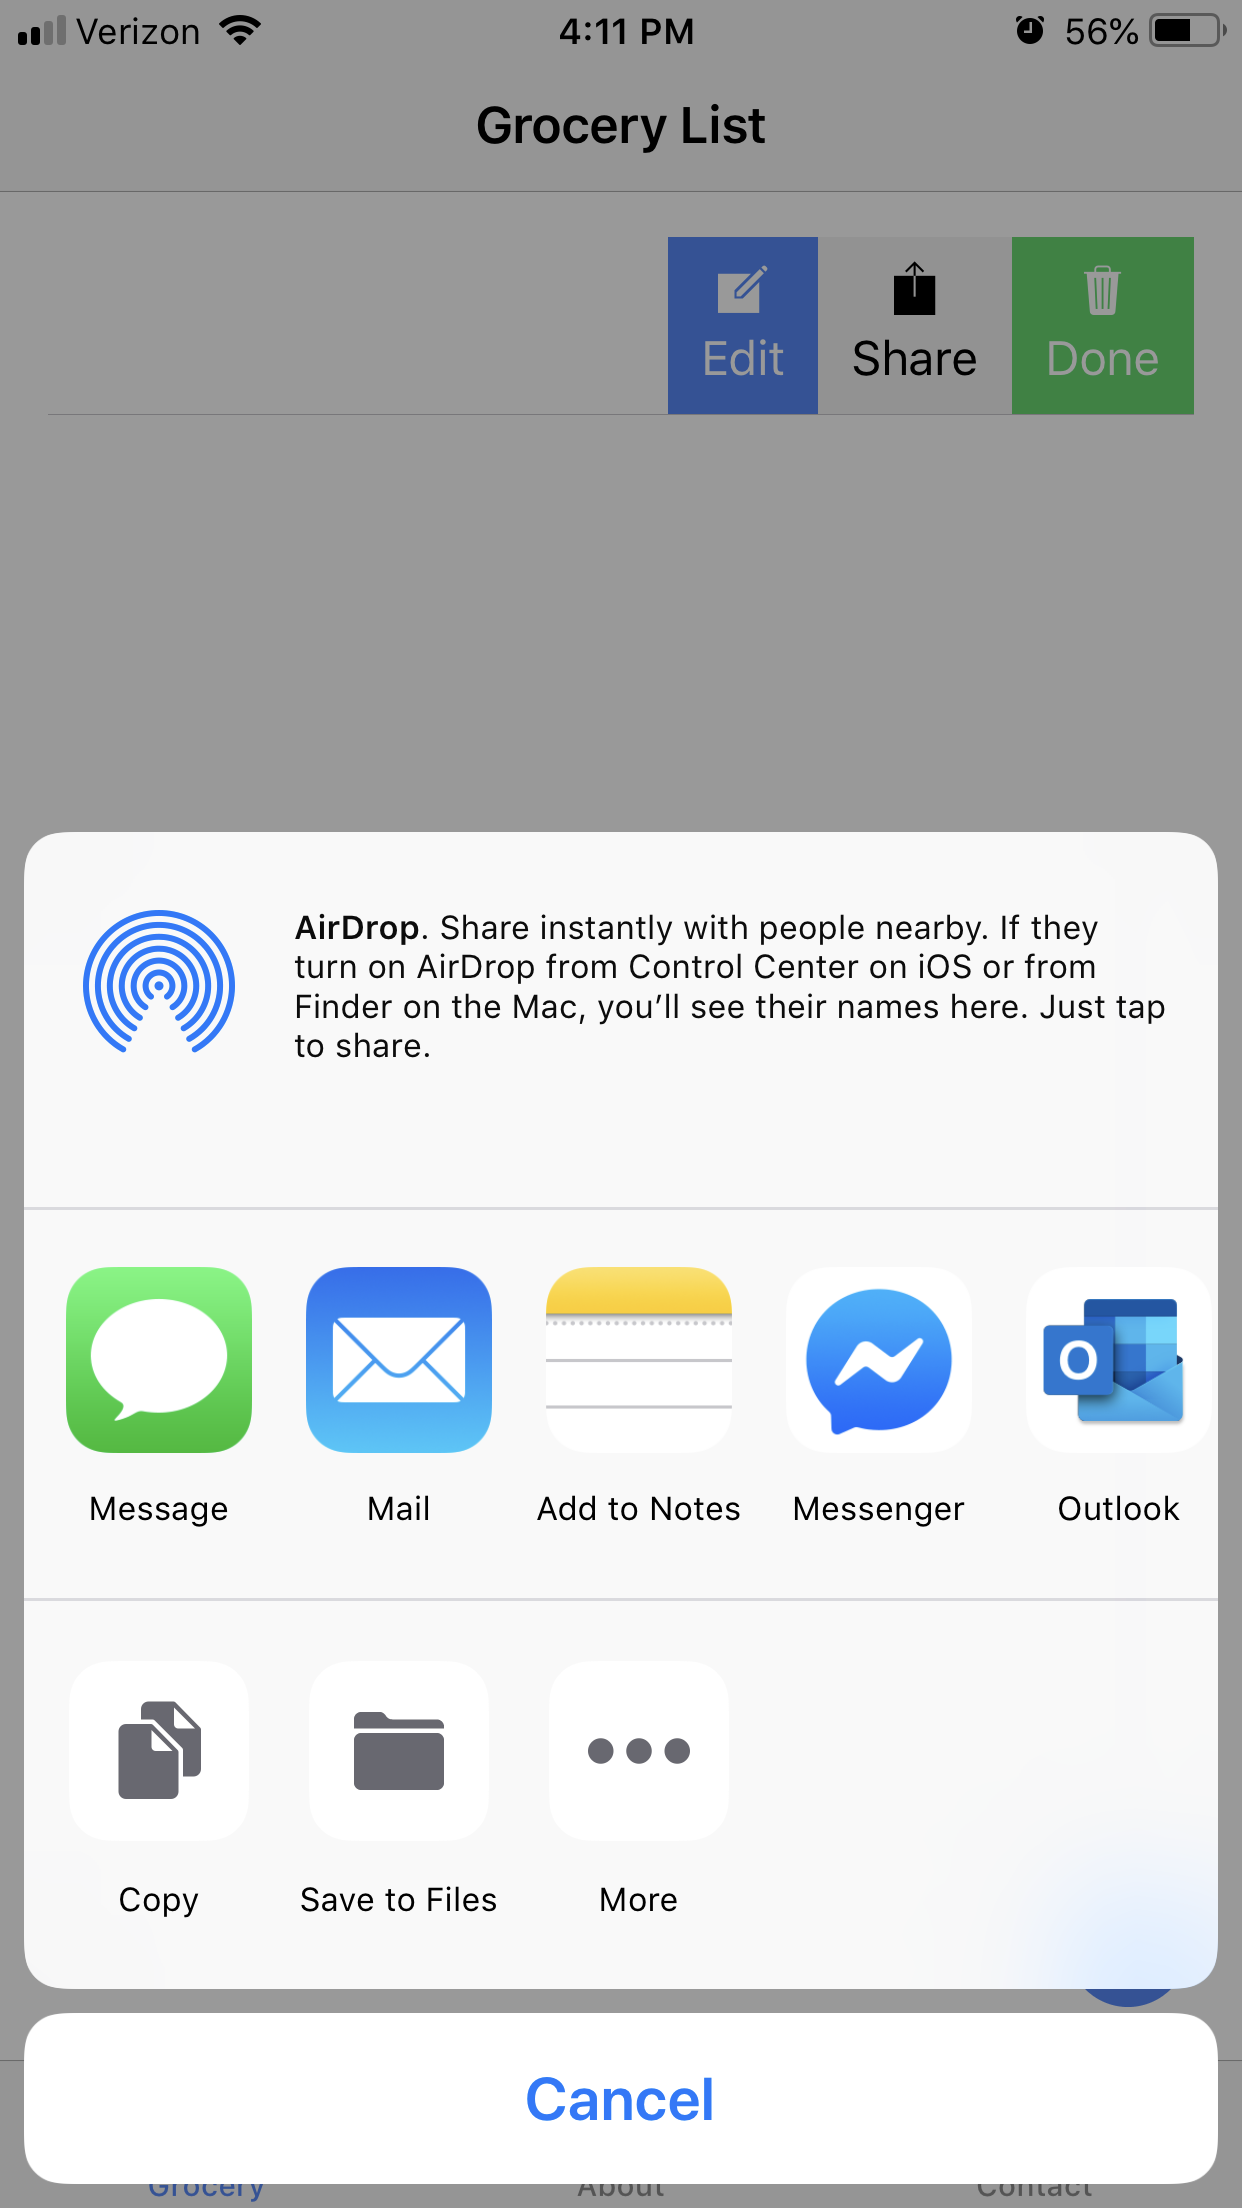 Verizon 4:11 PM 56%
Grocery List
Edit Share Done
AirDrop. Share instantly with people nearby. If they
turn on AirDrop from Control Center on iOS or from
Finder on the Mac, you’ll see their names here. Just tap
to share.
Message Mail Add to Notes Messenger Outlook
Copy Save to Files More
Cancel
Grocery About Contact